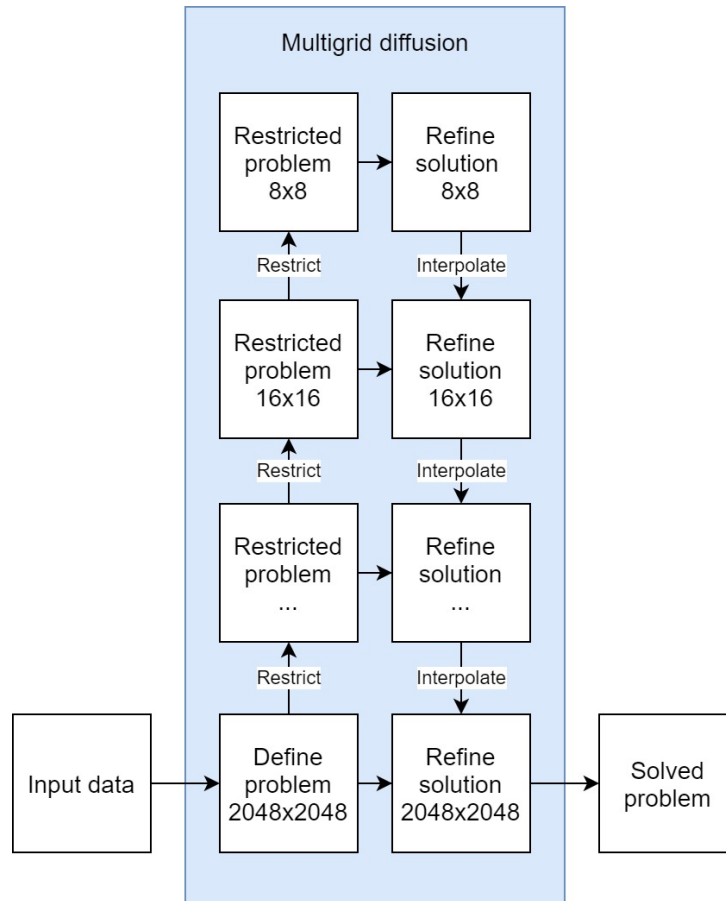 Multigrid diffusion
Restricted
problem
8x8
Refine
solution
8x8
Restrict
Interpolate
Restricted
problem
16x16
Refine
solution
16x16
Restrict
Interpolate
Restricted
problem
...
Refine
solution
...
Restrict
Interpolate
Input data
Define
problem
2048x2048
Refine
solution
2048x2048
Solved
problem